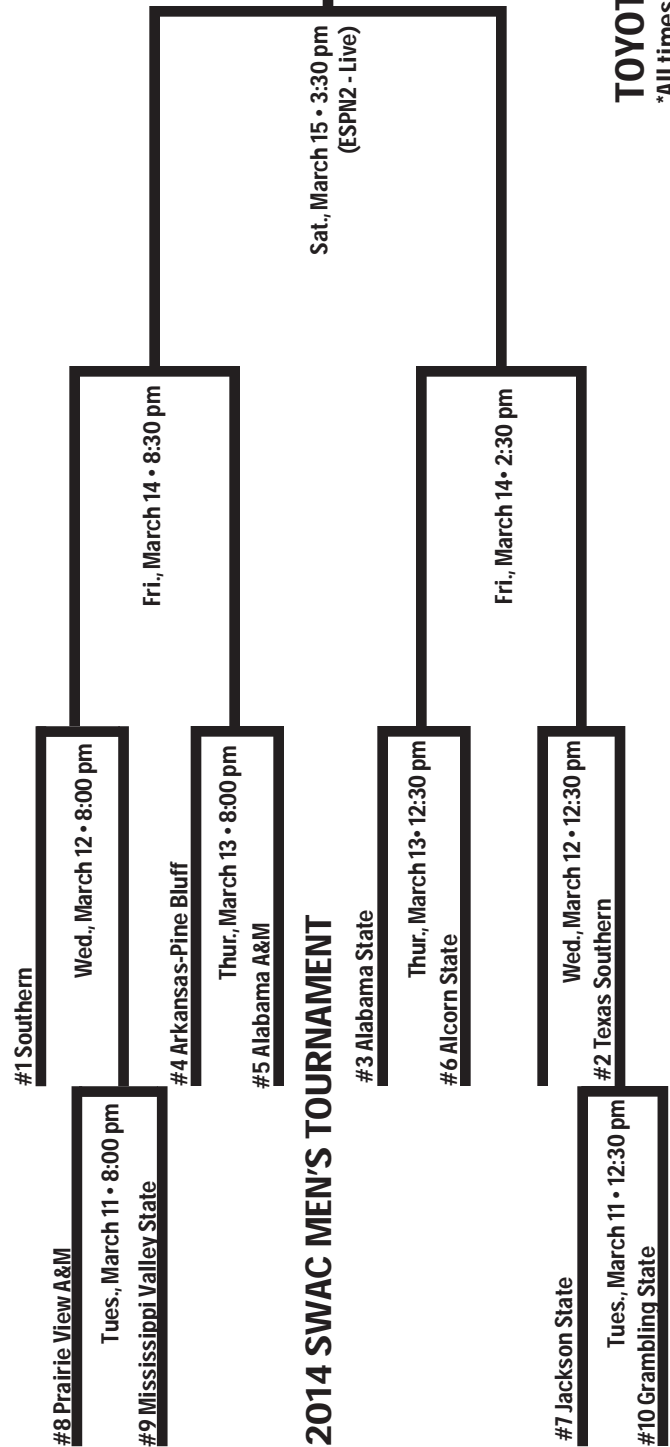 #1 Southern
#8 Prairie View A&M
Wed., March 12 • 8:00 pm
Tues., March 11 • 8:00 pm
#9 Mississippi Valley State
Fri., March 14 • 8:30 pm
#4 Arkansas-Pine Bluff
Thur., March 13 • 8:00 pm
#5 Alabama A&M
2014 SWAC MEN'S TOURNAMENT
Sat., March 15 • 3:30 pm
(ESPN2 - Live)
#3 Alabama State
Thur., March 13• 12:30 pm
#6 Alcorn State
Fri., March 14• 2:30 pm
Wed., March 12 • 12:30 pm
#7 Jackson State
#2 Texas Southern
Tues., March 11 • 12:30 pm
#10 Grambling State
TOYOT
*All times